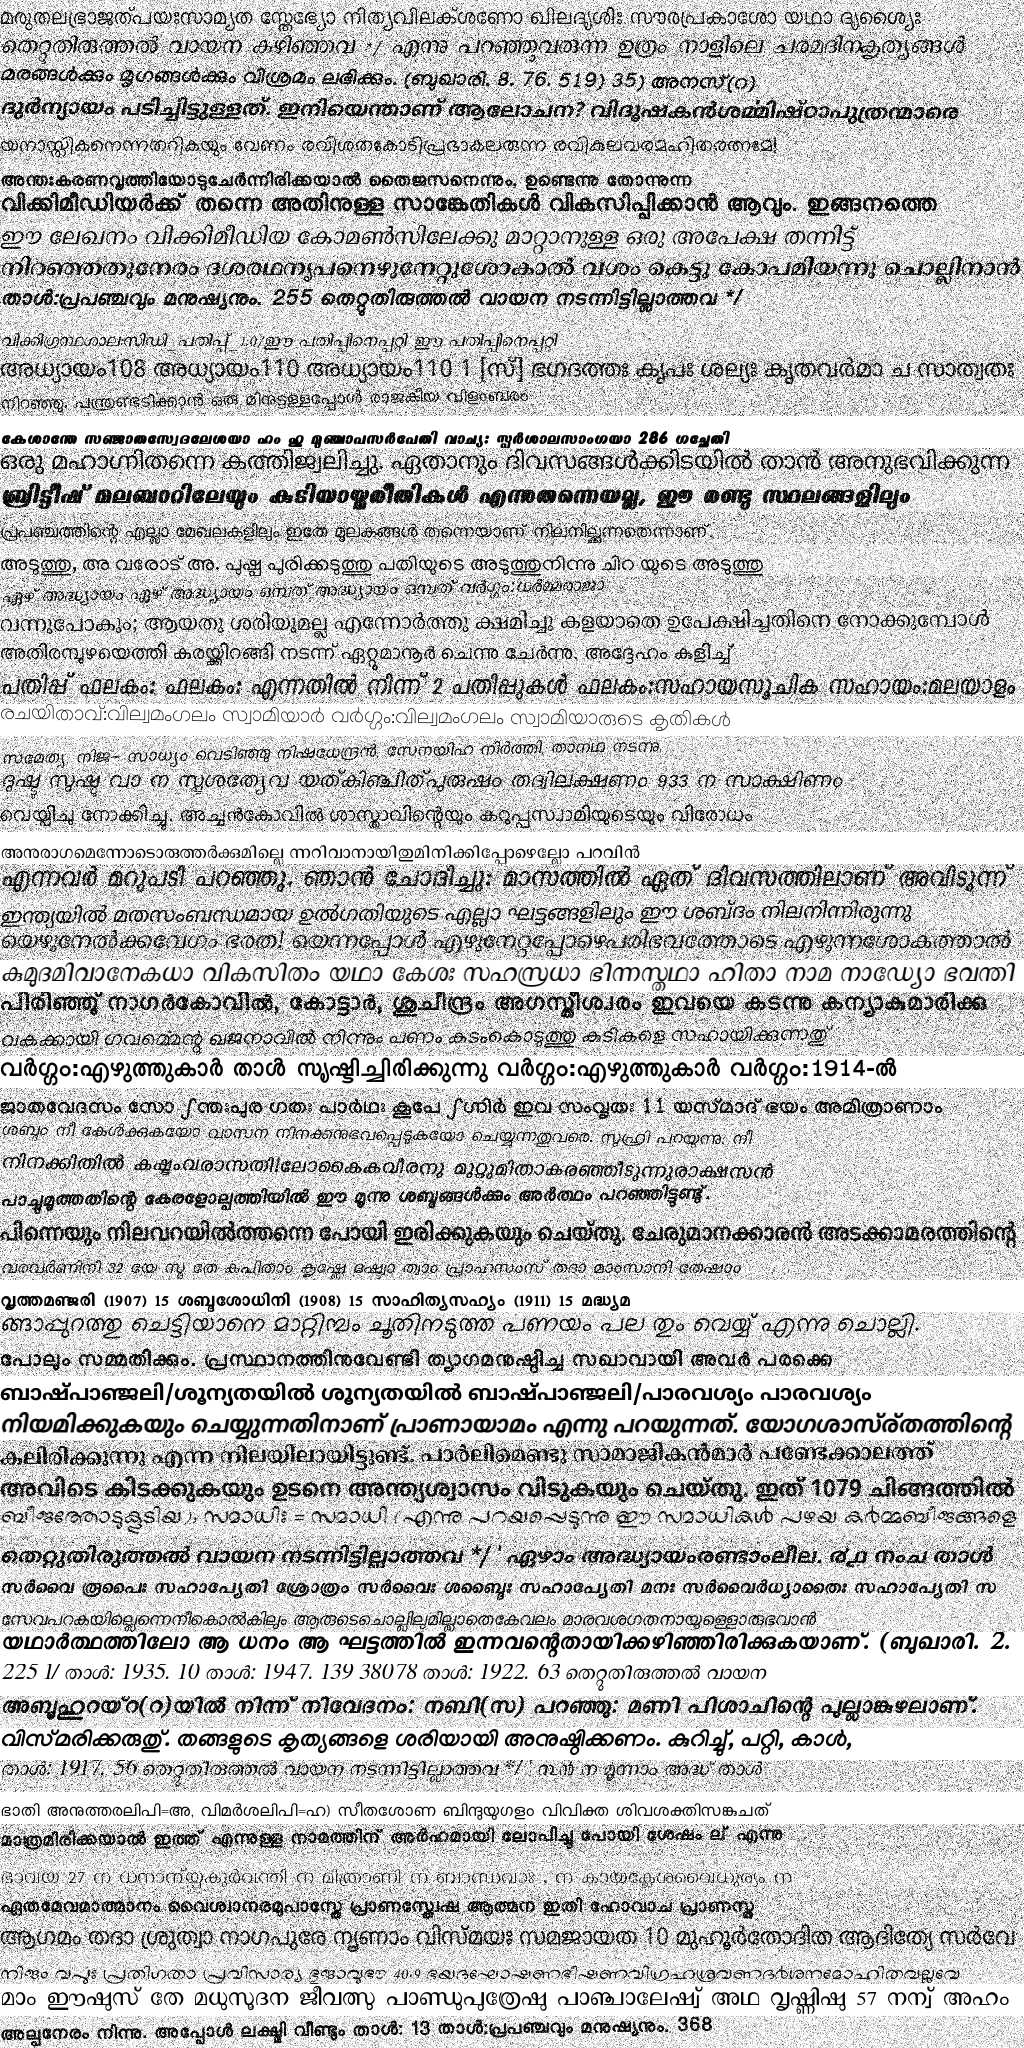 മരുതലഭ്രാജത്പയഃസാമൃത സ്തേഭ്യോ നിത്യവിലക്ശണോ ഖിലദൃശിഃ സൗരപ്രകാശോ യഥാ ദൃശ്യൈഃ
തെറ്റുതിരുത്തൽ വായന കഴിഞ്ഞവ */ എന്നു പറഞ്ഞുവരുന്ന ഉത്രം നാളിലെ ചരമദിനകൃത്യങ്ങൾ
മരങ്ങൾക്കും മൃഗങ്ങൾക്കും വിശ്രമം ലഭിക്കും. (ബുഖാരി. 8. 76. 519) 35) അനസ്(റ)
ദുർന്യായം പടിച്ചിട്ടുള്ളത്. ഇനിയെന്താണ് ആലോചന? വിദൂഷകൻശൎമ്മിഷ്ഠാപുത്രന്മാരെ
യനാസ്തികനെന്നതറികയും വേണം രവിശതകോടിപ്രഭാകലരുന്ന രവികുലവരമഹിതരത്നമേ!
അന്തഃകരണവൃത്തിയോടുചേർന്നിരിക്കയാൽ തൈജസനെന്നും, ഉണ്ടെന്നു തോന്നുന്ന
വിക്കിമീഡിയർക്ക് തന്നെ അതിനുള്ള സാങ്കേതികൾ വികസിപ്പിക്കാൻ ആവും. ഇങ്ങനത്തെ
ഈ ലേഖനം വിക്കിമീഡിയ കോമൺസിലേക്കു മാറ്റാനുള്ള ഒരു അപേക്ഷ തന്നിട്ട്
നിറഞ്ഞതുനേരം ദശരഥനൃപനെഴുനേറ്റുശോകാൽ വശം കെട്ടു കോപമിയന്നു ചൊല്ലിനാൻ
താൾ:പ്രപഞ്ചവും മനുഷ്യനും. 255 തെറ്റുതിരുത്തൽ വായന നടന്നിട്ടില്ലാത്തവ */
വിക്കിഗ്രന്ഥശാല:സിഡി_പതിപ്പ്_1.0/ഈ പതിപ്പിനെപ്പറ്റി ഈ പതിപ്പിനെപ്പറ്റി
അധ്യായം108 അധ്യായം110 അധ്യായം110 1 [സ്] ഭഗദത്തഃ കൃപഃ ശല്യഃ കൃതവർമാ ച സാത്വതഃ
നിറഞ്ഞു. പന്ത്രണ്ടടിക്കാൻ ഒരു മിനുട്ടുള്ളപ്പോൾ രാജകീയ വിളംബരം
കേശാന്തേ സഞ്ജാതസ്വേദലേശയാ ഹം ഹൃ മുഞ്ചാപസർപേതി വാച്യ: സ്പർശാലസാംഗയാ 286 ഗച്ഛേതി
ഒരു മഹാഗ്നിതന്നെ കത്തിജ്വലിച്ചു. ഏതാനും ദിവസങ്ങൾക്കിടയിൽ താൻ അനുഭവിക്കുന്ന
ബ്രിട്ടീഷ് മലബാറിലേയും കുടിയായ്മരീതികൾ എന്നുതന്നെയല്ല, ഈ രണ്ടു സ്ഥലങ്ങളിലും
പ്രപഞ്ചത്തിന്റെ എല്ലാ മേഖലകളിലും ഇതേ മൂലകങ്ങൾ തന്നെയാണ് നിലനില്ക്കുന്നതെന്നാണ്.
അടുത്തു, അ വരോട് അ. പുഷ്പ പുരിക്കടുത്തു പതിയുടെ അടുത്തുനിന്നു ചിറ യുടെ അടുത്തു
ഏഴ് അദ്ധ്യായം ഏഴ് അദ്ധ്യായം ഒമ്പത് അദ്ധ്യായം ഒമ്പത് വർഗ്ഗം:ധർമ്മരാജാ
വന്നുപോകും; ആയതു ശരിയുമല്ല എന്നോർത്തു ക്ഷമിച്ചു കളയാതെ ഉപേക്ഷിച്ചതിനെ നോക്കുമ്പോൾ
അതിരമ്പുഴയെത്തി കരയ്ക്കിറങ്ങി നടന്ന് ഏറ്റുമാനൂർ ചെന്നു ചേർന്നു. അദ്ദേഹം കുളിച്ച്
പതിപ്പ് ഫലകം: ഫലകം: എന്നതിൽ നിന്ന് 2 പതിപ്പുകൾ ഫലകം:സഹായസൂചിക സഹായം:മലയാളം
രചയിതാവ്:വില്വമംഗലം സ്വാമിയാർ വർഗ്ഗം:വില്വമംഗലം സ്വാമിയാരുടെ കൃതികൾ
സമേത്യ നിജ– സാധ്യം വെടിഞ്ഞു നിഷധേന്ദ്രൻ, സേനയിഹ നിർത്തി, താനഥ നടന്നു,
ദുഷ്ടു സുഷ്ടു വാ ന സ്പൃശത്യേവ യത്കിഞ്ചിത്പുരുഷം തദ്വിലക്ഷണം 933 ന സാക്ഷിണം
വെയ്പിച്ചു നോക്കിച്ചു. അച്ചൻകോവിൽ ശാസ്താവിന്റെയും കറുപ്പസ്വാമിയുടെയും വിരോധം
അനുരാഗമെന്നോടൊരുത്തർക്കുമില്ലെ ന്നറിവാനായിതുമിനിക്കിപ്പോഴെല്ലോ പറവിൻ
എന്നവർ മറുപടി പറഞ്ഞു. ഞാൻ ചോദിച്ചു: മാസത്തിൽ ഏത് ദിവസത്തിലാണ് അവിടുന്ന്
ഇന്ത്യയിൽ മതസംബന്ധമായ ഉൽഗതിയുടെ എല്ലാ ഘട്ടങ്ങളിലും ഈ ശബ്ദം നിലനിന്നിരുന്നു
യെഴുനേൽക്കവേഗം ഭരത! യെന്നപ്പോൾ എഴുനേറ്റപ്പോഴെപരിഭവത്തോടെ എഴുന്നശോകത്താൽ
കുമുദമിവാനേകധാ വികസിതം യഥാ കേശഃ സഹസ്രധാ ഭിന്നസ്തഥാ ഹിതാ നാമ നാഡ്യോ ഭവന്തി
പിരിഞ്ഞൂ് നാഗർകോവിൽ, കോട്ടാർ, ശുചീന്ദ്രം അഗസ്തീശ്വരം ഇവയെ കടന്നു കന്യാകുമാരിക്കു
വകക്കായി ഗവൎമ്മെന്റു ഖജനാവിൽ നിന്നും പണം കടംകൊടുത്തു കുടികളെ സഹായിക്കുന്നതു്
വർഗ്ഗം:എഴുത്തുകാർ താൾ സൃഷ്ടിച്ചിരിക്കുന്നു വർഗ്ഗം:എഴുത്തുകാർ വർഗ്ഗം:1914-ൽ
ജാതവേദസം സോ ഽന്തഃപുര ഗതഃ പാർഥഃ കൂപേ ഽഗ്നിർ ഇവ സംവൃതഃ 11 യസ്മാദ് ഭയം അമിത്രാണാം
ശബ്ദം നീ കേൾക്കുകയോ വാസന നിനക്കനുഭവപ്പെടുകയോ ചെയ്യുന്നതുവരെ. സൂഫ്രി പറയുന്നു: നീ
നിനക്കിതിൽ കഷ്ടംവരാസതി!ലോകൈകവീരനു മുറ്റുമിതാകരഞ്ഞീടുന്നുരാക്ഷസൻ
പാച്ചുമൂത്തതിന്റെ കേരളോല്പത്തിയിൽ ഈ മൂന്നു ശബ്ദങ്ങൾക്കും അർത്ഥം പറഞ്ഞിട്ടുണ്ടു്.
പിന്നെയും നിലവറയിൽത്തന്നെ പോയി ഇരിക്കുകയും ചെയ്തു. ചേരുമാനക്കാരൻ അടക്കാമരത്തിന്റെ
വരവർണിനി 32 യേ സ്മ തേ കുപിതാം കൃഷ്ണേ ദൃഷ്ട്വാ ത്വാം പ്രാഹസംസ് തദാ മാംസാനി തേഷാം
വൃത്തമഞ്ജരി (1907) 15 ശബ്ദശോധിനി (1908) 15 സാഹിത്യസഹ്യം (1911) 15 മദ്ധ്യമ
ങ്ങാപ്പുറത്തു ചെട്ടിയാനെ മാറ്റിമ്പം ചൂതിനടുത്ത പണയം പല തും വെയ്യ് എന്നു ചൊല്ലി.
പോലും സമ്മതിക്കും. പ്രസ്ഥാനത്തിനുവേണ്ടി ത്യാഗമനുഷ്ഠിച്ച സഖാവായി അവർ പരക്കെ
ബാഷ്പാഞ്ജലി/ശൂന്യതയിൽ ശൂന്യതയിൽ ബാഷ്പാഞ്ജലി/പാരവശ്യം പാരവശ്യം
നിയമിക്കുകയും ചെയ്യുന്നതിനാണ് പ്രാണായാമം എന്നു പറയുന്നത്. യോഗശാസ്ര്തത്തിന്റെ
കലിരിക്കുന്നു എന്ന നിലയിലായിട്ടുണ്ട്. പാർലിമെണ്ടു സാമാജികൻമാർ പണ്ടേക്കാലത്ത്
അവിടെ കിടക്കുകയും ഉടനെ അന്ത്യശ്വാസം വിടുകയും ചെയ്തു. ഇത് 1079 ചിങ്ങത്തിൽ
ബീജത്തോടുകൂടിയ ), സമാധിഃ = സമാധി ( എന്നു പറയപ്പെടുന്നു ഈ സമാധികൾ പഴയ കൎമ്മബീജങ്ങളെ
തെറ്റുതിരുത്തൽ വായന നടന്നിട്ടില്ലാത്തവ */ ' ഏഴാം അദ്ധ്യായംരണ്ടാംലീല. ൪൧ാ നംച താൾ
സർവൈ രൂപൈഃ സഹാപ്യേതി ശ്രോത്രം സർവൈഃ ശബ്ദൈഃ സഹാപ്യേതി മനഃ സർവൈർധ്യാതൈഃ സഹാപ്യേതി സ
സേവപറകയില്ലെന്നെനീകൊൽകിലും ആരുടെചൊല്ലിലുമില്ലാതെകേവലം മാരവശഗതനായുള്ളൊരുഭവാൻ
യഥാർത്ഥത്തിലോ ആ ധനം ആ ഘട്ടത്തിൽ ഇന്നവന്റെതായിക്കഴിഞ്ഞിരിക്കുകയാണ്. (ബുഖാരി. 2.
225 1/ താൾ: 1935. 10 താൾ: 1947. 139 38078 താൾ: 1922. 63 തെറ്റുതിരുത്തൽ വായന
അബൂഹുറയ്റ(റ)യിൽ നിന്ന് നിവേദനം: നബി(സ) പറഞ്ഞു: മണി പിശാചിന്റെ പുല്ലാങ്കുഴലാണ്.
വിസ്മരിക്കരുതു്. തങ്ങളുടെ കൃത്യങ്ങളെ ശരിയായി അനുഷ്ഠിക്കണം. കുറിച്ചു്, പറ്റി, കാൾ,
താൾ: 1917. 56 തെറ്റുതിരുത്തൽ വായന നടന്നിട്ടില്ലാത്തവ */ ' സൻ ന മൂന്നാം അദ്ധ് താൾ
ഭാതി അനുത്തരലിപി=അ, വിമർശലിപി=ഹ) സീതശോണ ബിന്ദുയുഗളം വിവിക്ത ശിവശക്തിസങ്കുചത്
മാത്രമിരിക്കയാൽ ഇത്ത് എന്നുള്ള നാമത്തിന് അർഹമായി ലോപിച്ചു പോയി ശേഷം ല് എന്നു
ഭാവയ 27 ന ധനാന്യുപകുർവന്തി ന മിത്രാണി ന ബാന്ധവാഃ , ന കായക്ലേശവൈധുര്യം ന
ഏതമേവമാത്മാനം വൈശ്വാനരമുപാസ്തേ പ്രാണസ്ത്വേഷ ആത്മന ഇതി ഹോവാച പ്രാണസ്ത
ആഗമം തദാ ശ്രുത്വാ നാഗപുരേ നൃണാം വിസ്മയഃ സമജായത 10 മുഹൂർതോദിത ആദിത്യേ സർവേ
നിജം വപുഃ പ്രതിഗതാ പ്രവിസാര്യ ഭുജാവുഭൗ 40.9 ഭയദഘോഷണഭീഷണവിഗ്രഹശ്രവണദർശനമോഹിതവല്ലവേ
മാം ഈഷുസ് തേ മധുസൂദന ജീവത്സു പാണ്ഡുപുത്രേഷു പാഞ്ചാലേഷ്വ് അഥ വൃഷ്ണിഷു 57 നന്വ് അഹം
അല്പനേരം നിന്നു. അപ്പോൾ ലക്ഷ്മി വീണ്ടും താൾ: 13 താൾ:പ്രപഞ്ചവും മനുഷ്യനും. 368